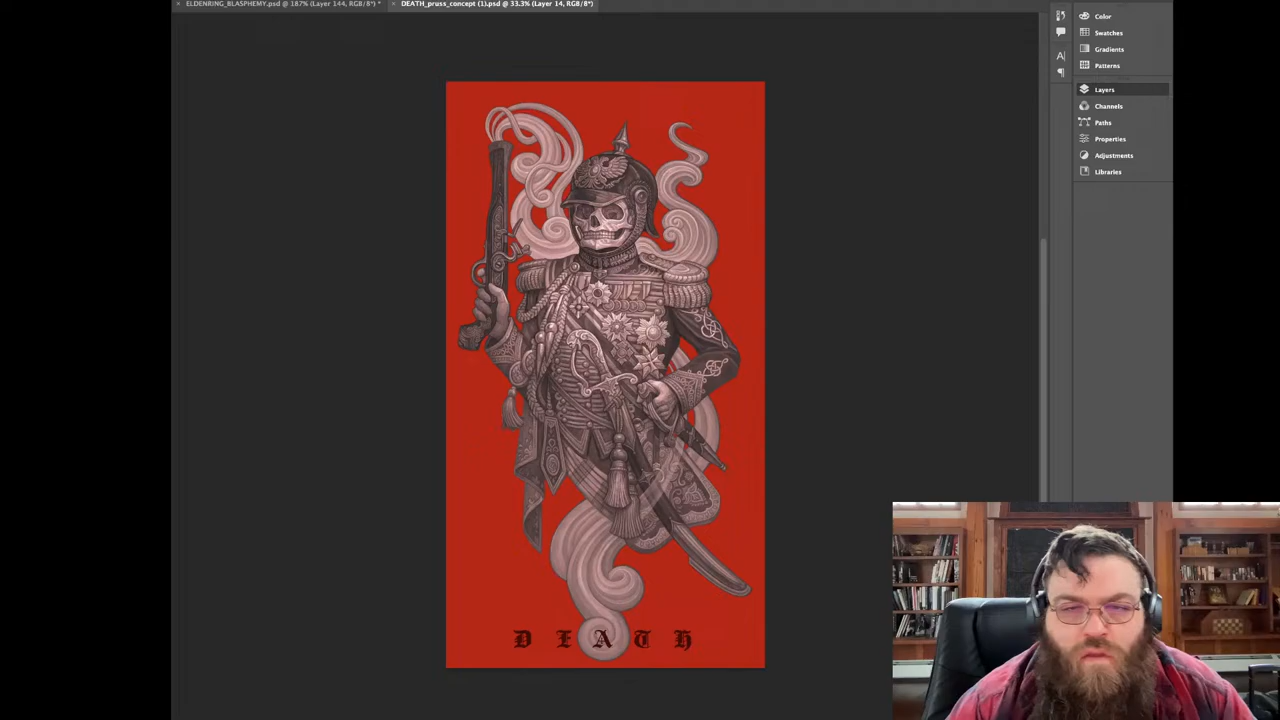 × ELDENRING_BLASPHEMY.psd @ 187% (Layer 144, RGB/8*) *
× DEATH_pruss_concept (1).psd @ 33.3% (Layer 14, RGB/8*)
Color
Swatches
Gradients
Patterns
Layers
Channels
Paths
Properties
Adjustments
Libraries
DEATH